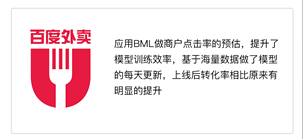 百度外卖
应用BML做商户点击率的预估，提升了
模型训练效率，基于海量数据做了模型
的每天更新，上线后转化率相比原来有
明显的提升